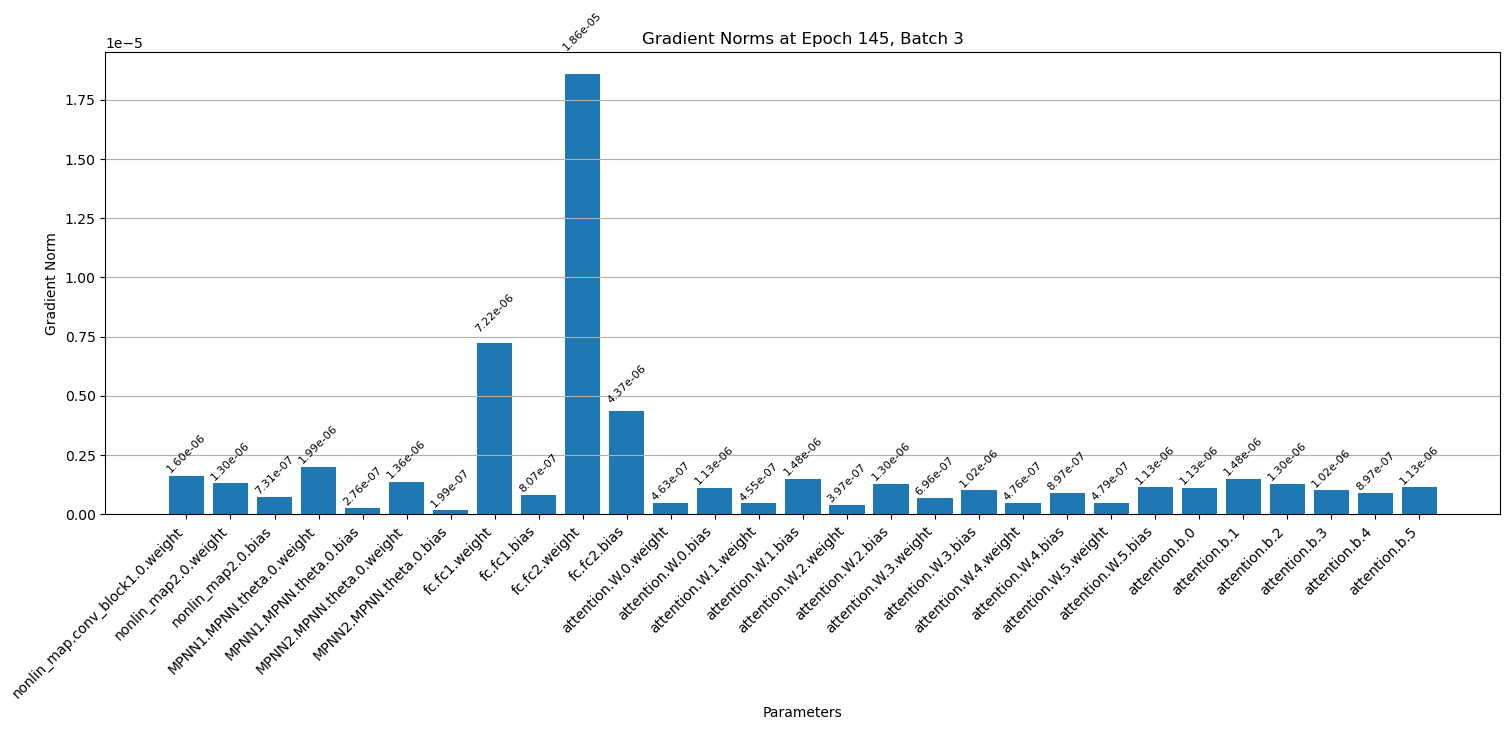 Gradient Norms at Epoch 145, Batch 3
1e−5
Gradient Norm
1.75
1.50
1.25
1.00
0.75
0.50
0.25
0.00
1.60e-06
1.30e-06
7.31e-07
1.99e-06
2.76e-07
1.36e-06
1.99e-07
7.22e-06
8.07e-07
1.86e-05
4.37e-06
4.63e-07
1.13e-06
4.55e-07
1.48e-06
3.97e-07
1.30e-06
6.96e-07
1.02e-06
4.76e-07
8.97e-07
4.79e-07
1.13e-06
1.13e-06
1.48e-06
1.30e-06
1.02e-06
8.97e-07
1.13e-06
nonlin_map.conv_block1.0.weight
nonlin_map2.0.weight
nonlin_map2.0.bias
MPNN1.MPNN.theta.0.weight
MPNN1.MPNN.theta.0.bias
MPNN2.MPNN.theta.0.weight
MPNN2.MPNN.theta.0.bias
fc.fc1.weight
fc.fc1.bias
fc.fc2.weight
fc.fc2.bias
attention.W.0.weight
attention.W.0.bias
attention.W.1.weight
attention.W.1.bias
attention.W.2.weight
attention.W.2.bias
attention.W.3.weight
attention.W.3.bias
attention.W.4.weight
attention.W.4.bias
attention.W.5.weight
attention.W.5.bias
attention.b.0
attention.b.1
attention.b.2
attention.b.3
attention.b.4
attention.b.5
Parameters